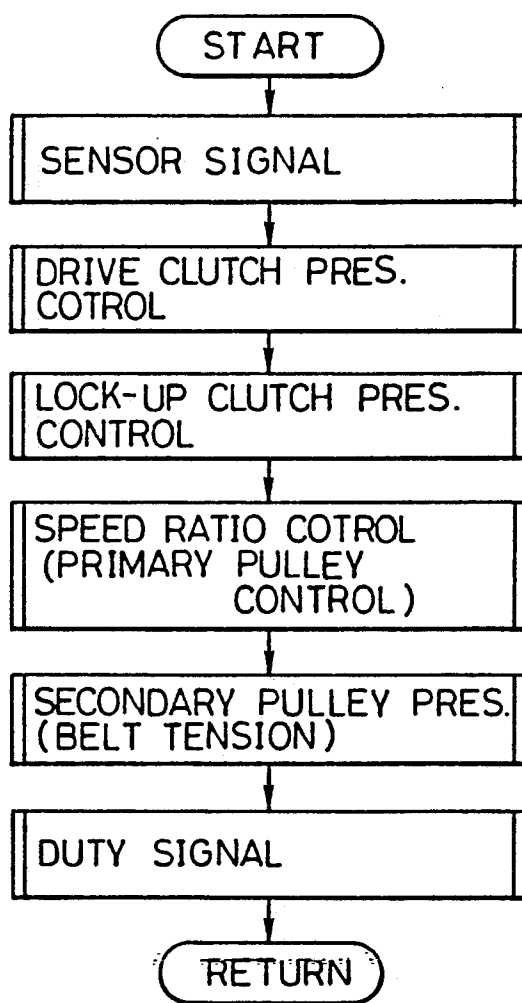 START
SENSOR SIGNAL
DRIVE CLUTCH PRES.
COTROL
LOCK-UP CLUTCH PRES.
CONTROL
SPEED RATIO COTROL
(PRIMARY PULLEY
CONTROL)
SECONDARY PULLEY PRES.
(BELT TENSION)
DUTY SIGNAL
RETURN